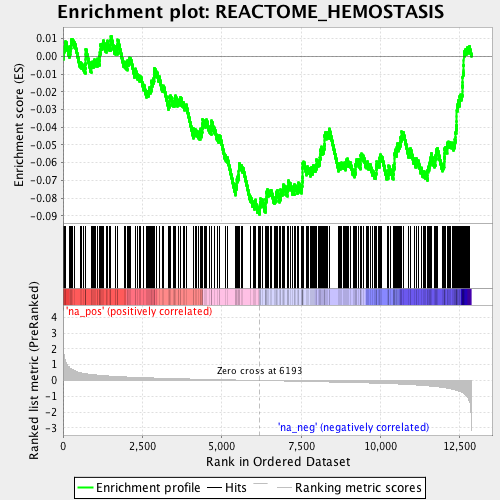 Enrichment plot: REACTOME_HEMOSTASIS
Enrichment score (ES)
0.01
0.00
-0.01
-0.02
-0.03
-0.04
-0.05
-0.06
-0.07
-0.08
-0.09
'na_pos' (positively correlated)
Ranked list metric (PreRanked)
4
3
2
1
0
-1
-2
-3
Zero cross at 6193
'na_neg' (negatively correlated)
0
2,500
5,000
7,500
10,000
12,500
Rank in Ordered Dataset
Enrichment profile
Hits
Ranking metric scores